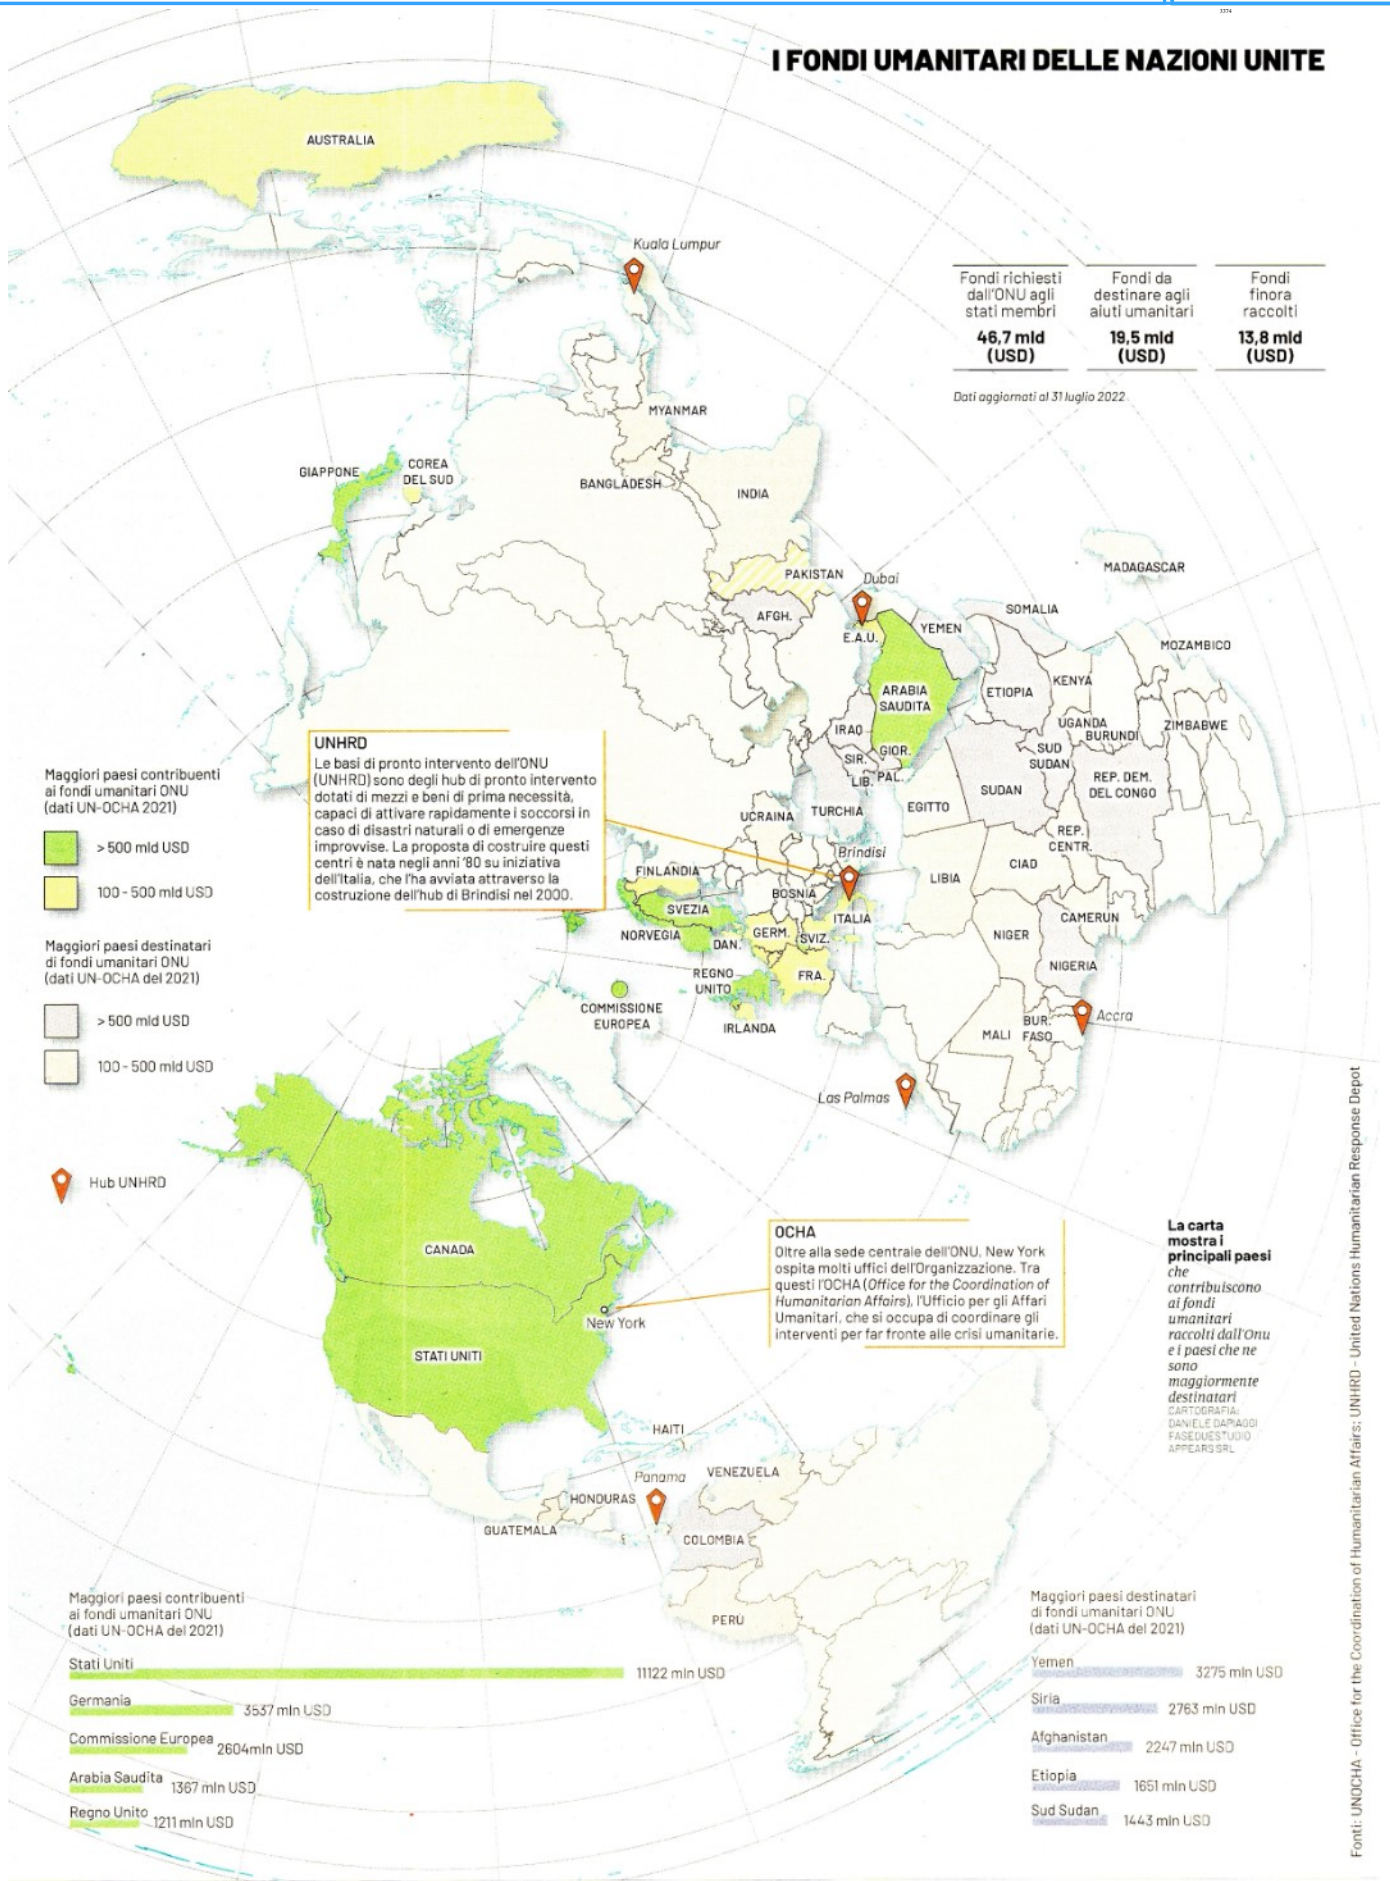 3374
I FONDI UMANITARI DELLE NAZIONI UNITE
AUSTRALIA
Kuala Lumpur
Fondi richiesti
dall'ONU agli
stati membri
46,7 mld
(USD)
Fondi da
destinare agli
aiuti umanitari
19,5 mld
(USD)
Fondi
finora
raccolti
13,8 mld
(USD)
Dati aggiornati al 31 luglio 2022
MYANMAR
GIAPPONE
COREA
DEL SUD
BANGLADESH
INDIA
MADAGASCAR
PAKISTAN
Dubai
AFGH.
SOMALIA
E.A.U.
YEMEN
MOZAMBICO
KENYA
ARABIA
SAUDITA
ETIOPIA
UGANDA
BURUNDI
ZIMBABWE
IRAQ
GIOR.
SUD
SUDAN
SIR.
LIB.
PAL.
SUDAN
REP. DEM.
DEL CONGO
EGITTO
TURCHIA
UCRAINA
REP.
CENTR.
Brindisi
CIAD
FINLANDIA
LIBIA
BOSNIA
SVEZIA
ITALIA
CAMERUN
NORVEGIA
DAN.
GERM.
SVIZ.
NIGER
NIGERIA
REGNO
UNITO
FRA.
COMMISSIONE
EUROPEA
IRLANDA
MALI
BUR.
FASO
Accra
Las Palmas
UNHRD
Le basi di pronto intervento dell'ONU
(UNHRD) sono degli hub di pronto intervento
dotati di mezzi e beni di prima necessità,
capaci di attivare rapidamente i soccorsi in
caso di disastri naturali o di emergenze
improvvise. La proposta di costruire questi
centri è nata negli anni '80 su iniziativa
dell'Italia, che l'ha avviata attraverso la
costruzione dell'hub di Brindisi nel 2000.
Maggiori paesi contribuenti
ai fondi umanitari ONU
(dati UN-OCHA 2021)
> 500 mld USD
100 - 500 mld USD
Maggiori paesi destinatari
di fondi umanitari ONU
(dati UN-OCHA del 2021)
> 500 mld USD
100 - 500 mld USD
Hub UNHRD
CANADA
New York
STATI UNITI
OCHA
Oltre alla sede centrale dell'ONU, New York
ospita molti uffici dell'Organizzazione. Tra
questi l'OCHA (Office for the Coordination of
Humanitarian Affairs), l'Ufficio per gli Affari
Umanitari, che si occupa di coordinare gli
interventi per far fronte alle crisi umanitarie.
La carta
mostra i
principali paesi
che
contribuiscono
ai fondi
umanitari
raccolti dall'Onu
e i paesi che ne
sono
maggiormente
destinatari
CARTOGRAFIA:
DANIELE DAPIAGGI
FASEDUESTUDIO
APPEARS SRL
HAITI
Panama
VENEZUELA
HONDURAS
GUATEMALA
COLOMBIA
PERÙ
Maggiori paesi contribuenti
ai fondi umanitari ONU
(dati UN-OCHA del 2021)
Stati Uniti
11122 mln USD
Germania
3537 mln USD
Commissione Europea
2604mln USD
Arabia Saudita
1367 mln USD
Regno Unito
1211 mln USD
Maggiori paesi destinatari
di fondi umanitari ONU
(dati UN-OCHA del 2021)
Yemen
3275 mln USD
Siria
2763 mln USD
Afghanistan
2247 mln USD
Etiopia
1651 mln USD
Sud Sudan
1443 mln USD
Fonti: UNOCHA - Office for the Coordination of Humanitarian Affairs; UNHRD - United Nations Humanitarian Response Depot